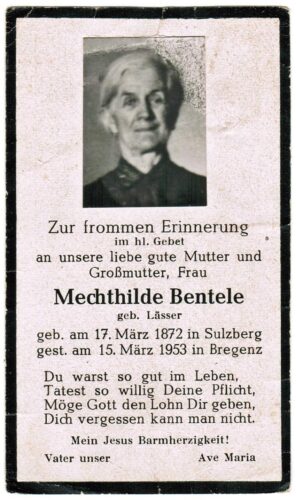 Zur frommen Erinnerung
im hl. Gebet
an unsere liebe gute Mutter und
Großmutter, Frau
Mechthilde Bentele
geb. Lässer
geb. am 17. März 1872 in Sulzberg
gest. am 15. März 1953 in Bregenz
Du warst so gut im Leben,
Tatest so willig Deine Pflicht,
Möge Gott den Lohn Dir geben,
Dich vergessen kann man nicht.
Mein Jesus Barmherzigkeit!
Vater unser Ave Maria